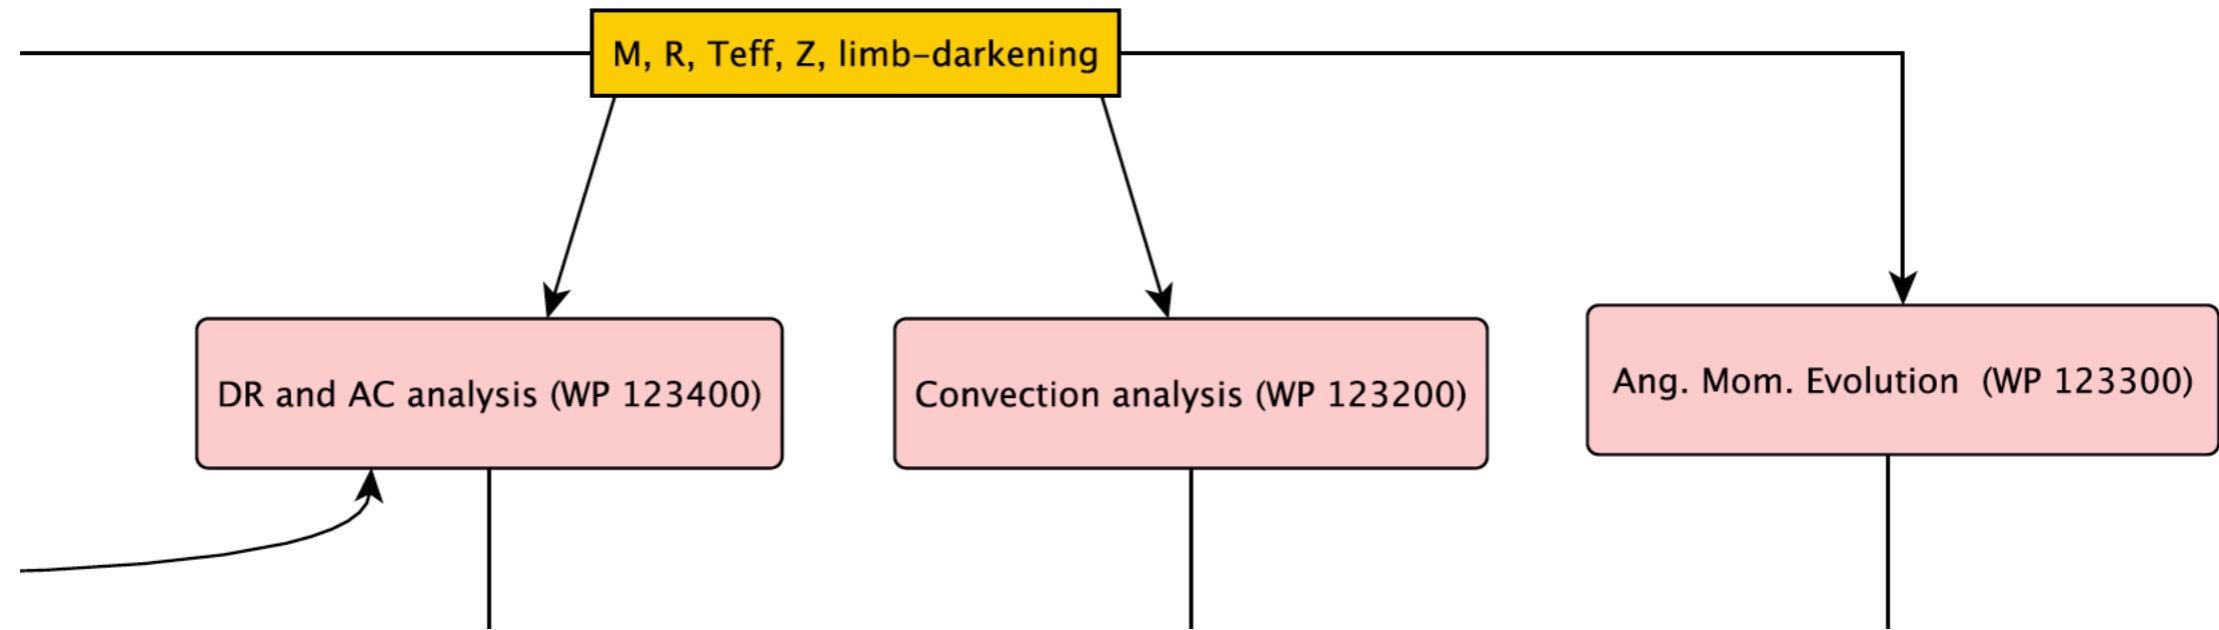 M, R, Teff, Z, limb-darkening
DR and AC analysis (WP 123400)
Convection analysis (WP 123200)
Ang. Mom. Evolution  (WP 123300)